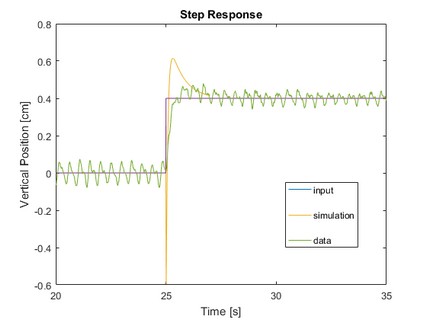 Step Response
0.8
0.6
0.4
0.2
0
-0.2
-0.4
-0.6
Vertical Position [cm]
input
simulation
data
20
25
30
35
Time [s]